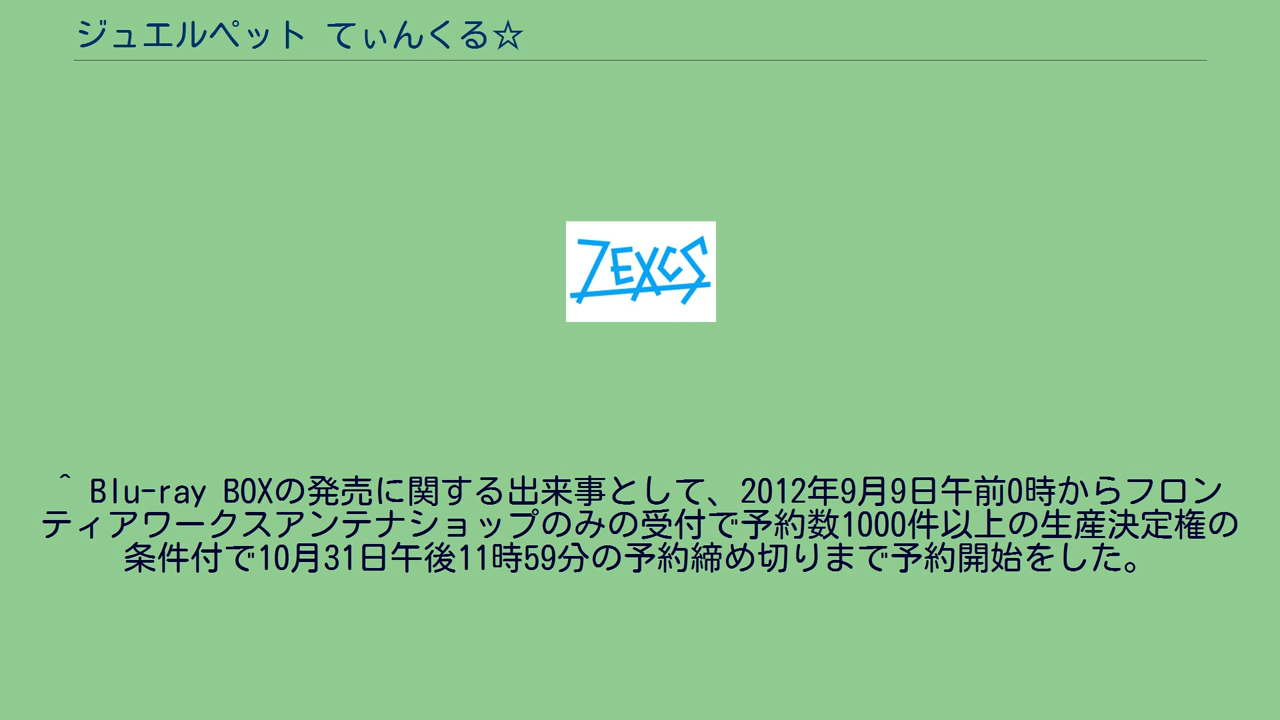 ジュエルペット てぃんくる☆
ZEXCS
^ Blu-ray BOXの発売に関する出来事として、2012年9月9日午前0時からフロン
ティアワークスアンテナショップのみの受付で予約数1000件以上の生産決定権の
条件付で10月31日午後11時59分の予約締め切りまで予約開始をした。